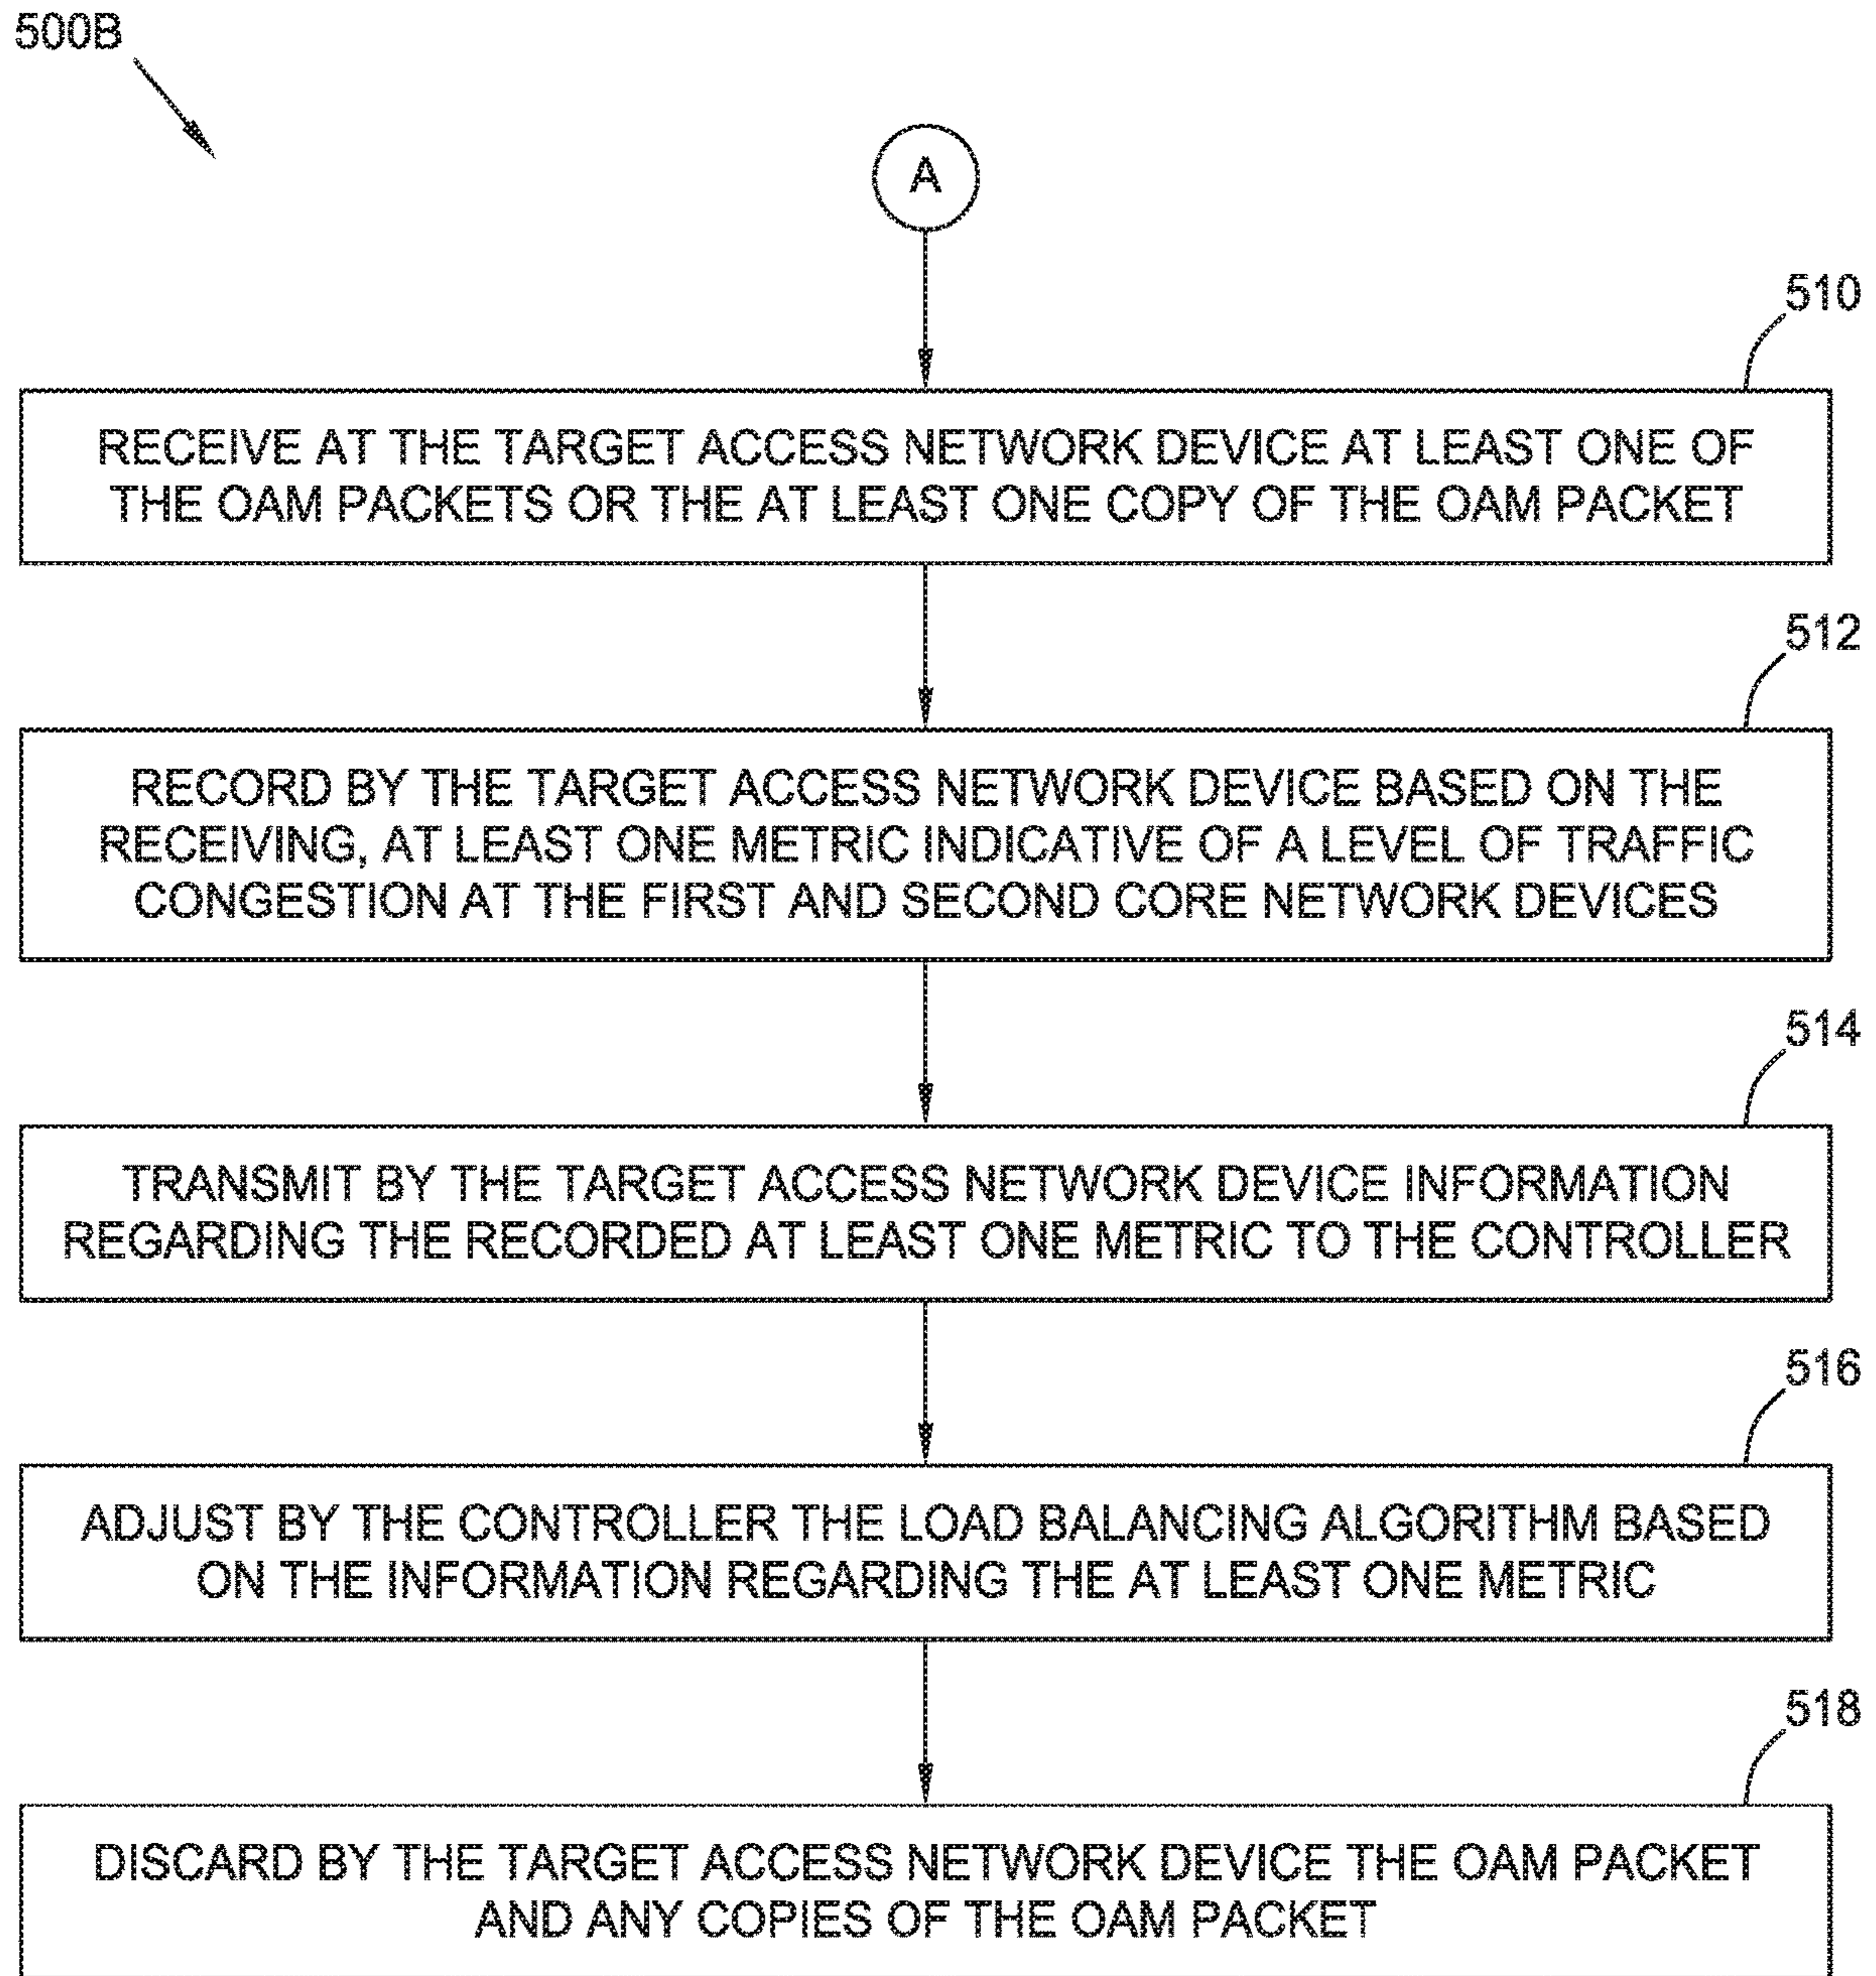 500B
A
510
RECEIVE AT THE TARGET ACCESS NETWORK DEVICE AT LEAST ONE OF
THE OAM PACKETS OR THE AT LEAST ONE COPY OF THE OAM PACKET
512
RECORD BY THE TARGET ACCESS NETWORK DEVICE BASED ON THE
RECEIVING, AT LEAST ONE METRIC INDICATIVE OF A LEVEL OF TRAFFIC
CONGESTION AT THE FIRST AND SECOND CORE NETWORK DEVICES
514
TRANSMIT BY THE TARGET ACCESS NETWORK DEVICE INFORMATION
REGARDING THE RECORDED AT LEAST ONE METRIC TO THE CONTROLLER
516
ADJUST BY THE CONTROLLER THE LOAD BALANCING ALGORITHM BASED
ON THE INFORMATION REGARDING THE AT LEAST ONE METRIC
518
DISCARD BY THE TARGET ACCESS NETWORK DEVICE THE OAM PACKET
AND ANY COPIES OF THE OAM PACKET